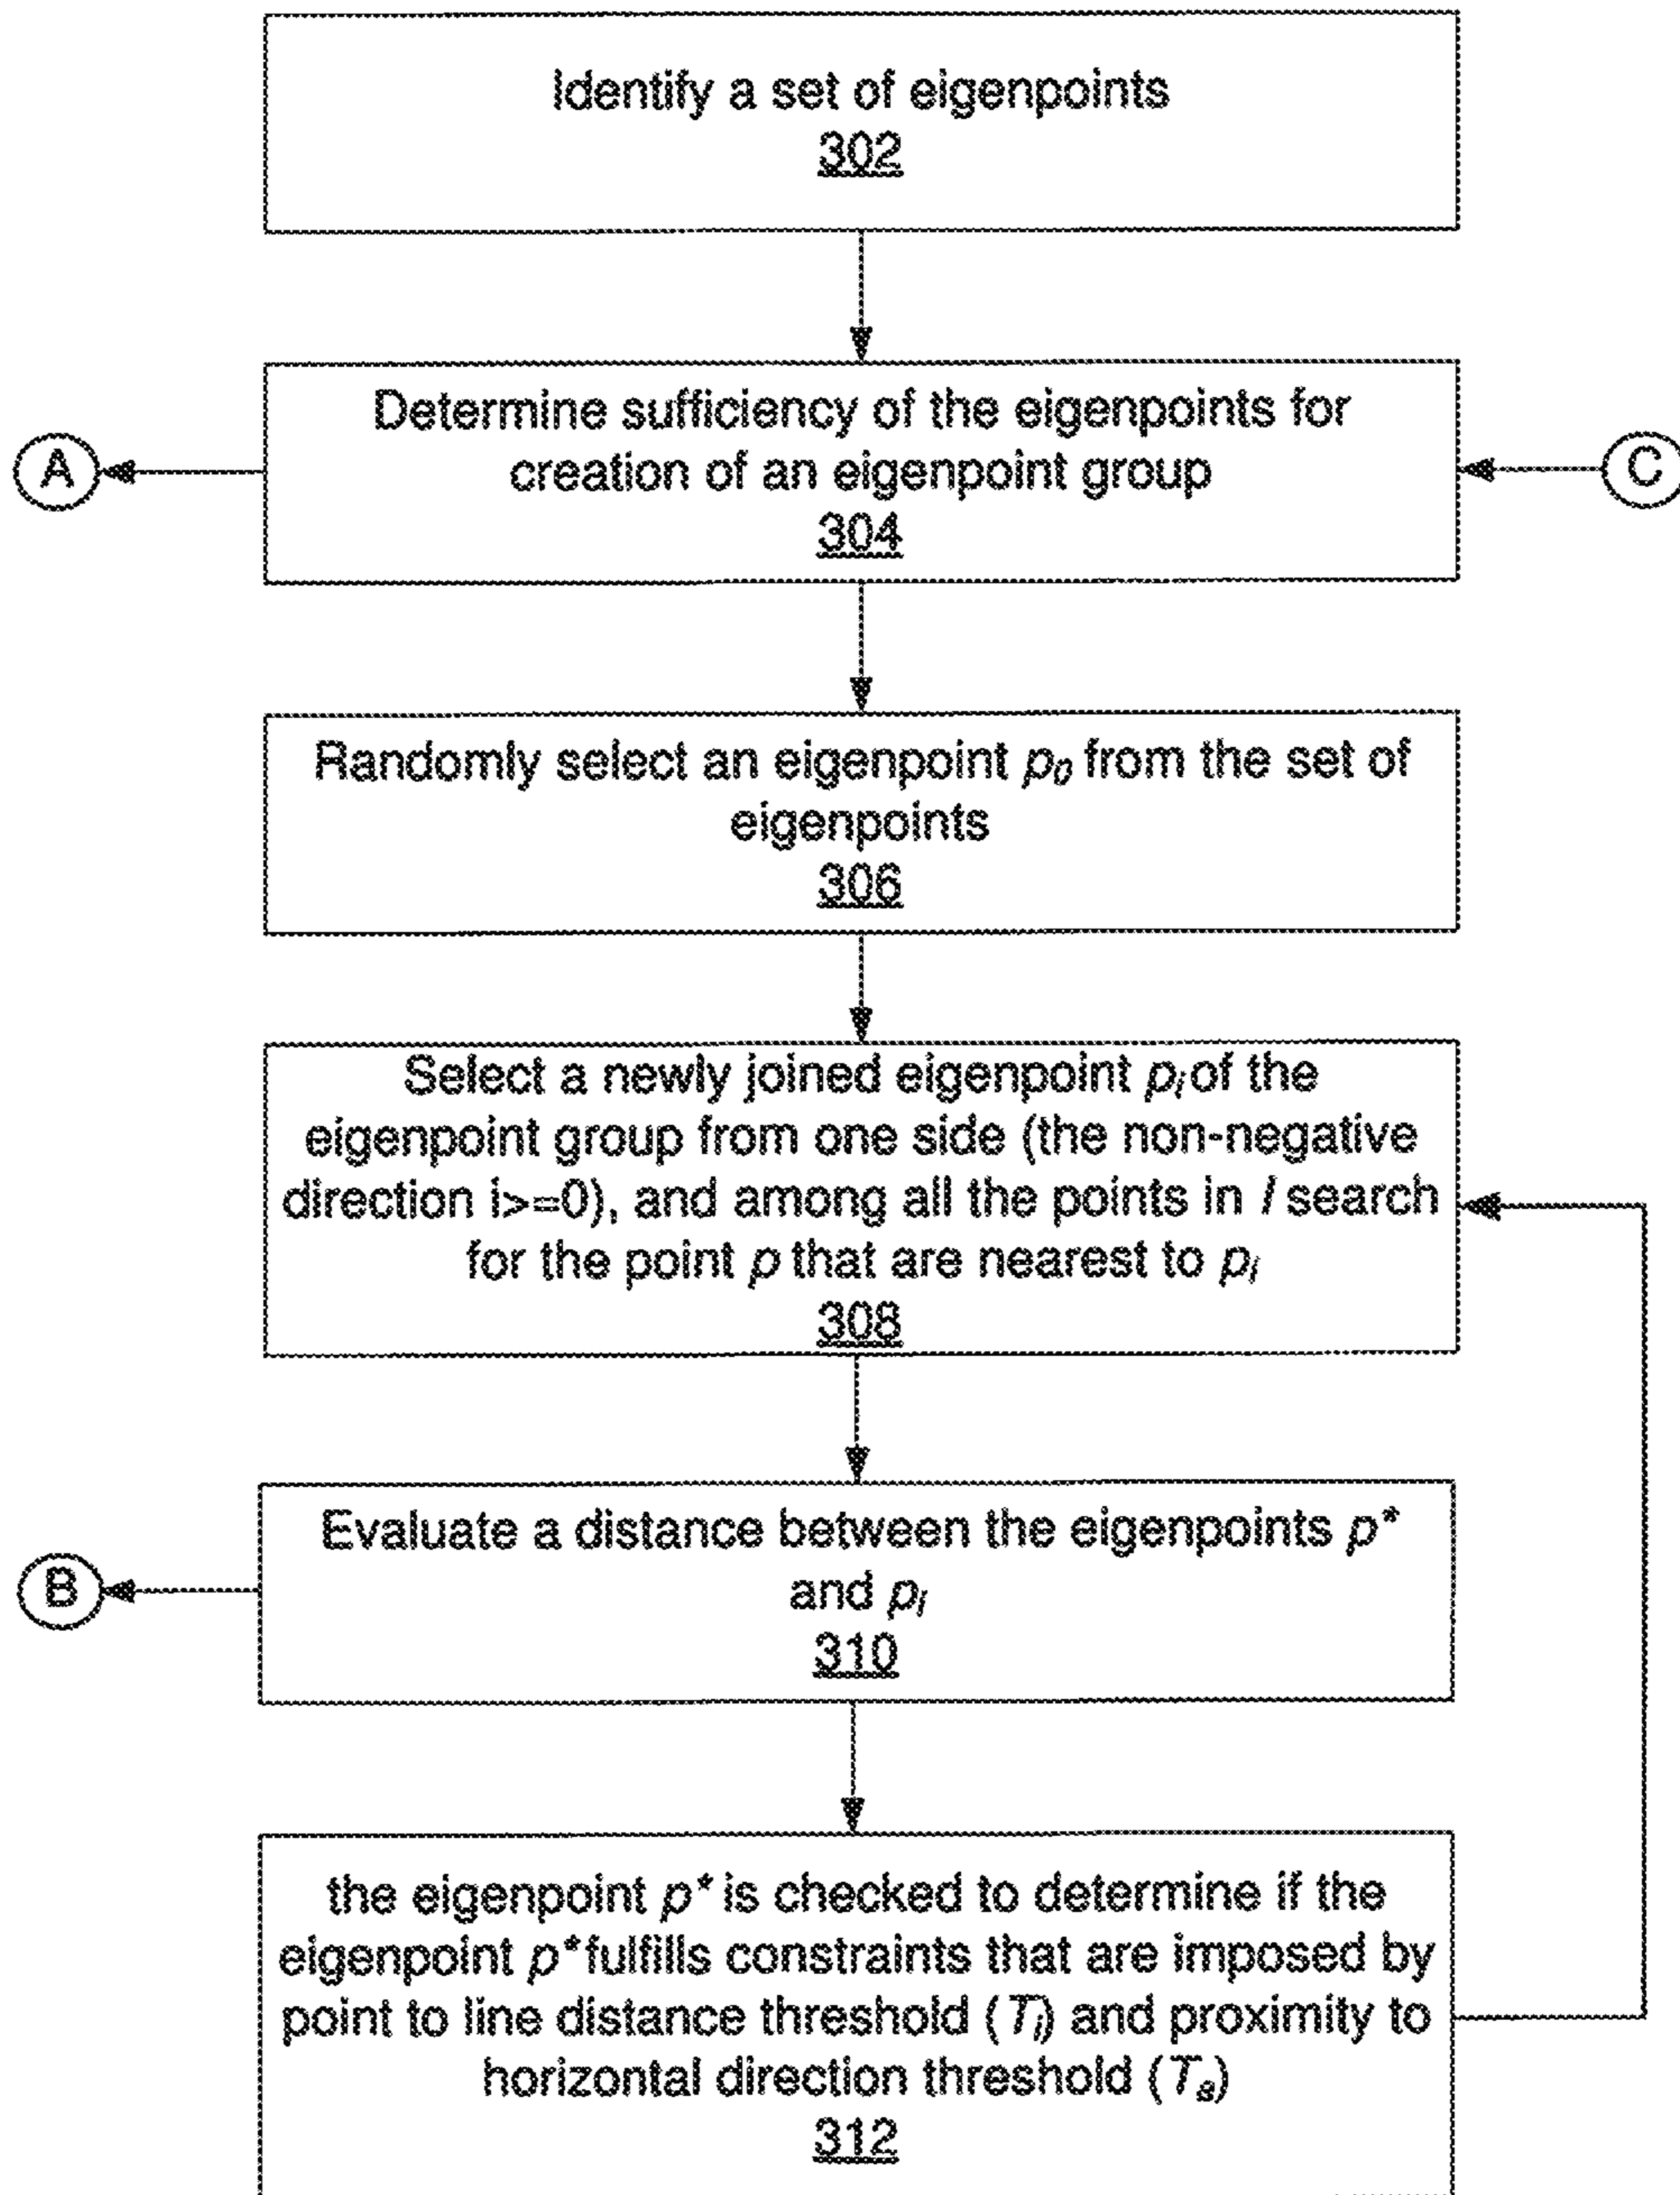 Identify a set of eigenpoints
302
Determine sufficiency of the eigenpoints for
creation of an eigenpoint group
304
A
C
Randomly select an eigenpoint p0 from the set of
eigenpoints
306
Select a newly joined eigenpoint pi of the
eigenpoint group from one side (the non-negative
direction i>=0), and among all the points in I search
for the point p that are nearest to pi
308
Evaluate a distance between the eigenpoints p*
and pi
310
B
the eigenpoint p* is checked to determine if the
eigenpoint p* fulfills constraints that are imposed by
point to line distance threshold (Tl) and proximity to
horizontal direction threshold (Ta)
312